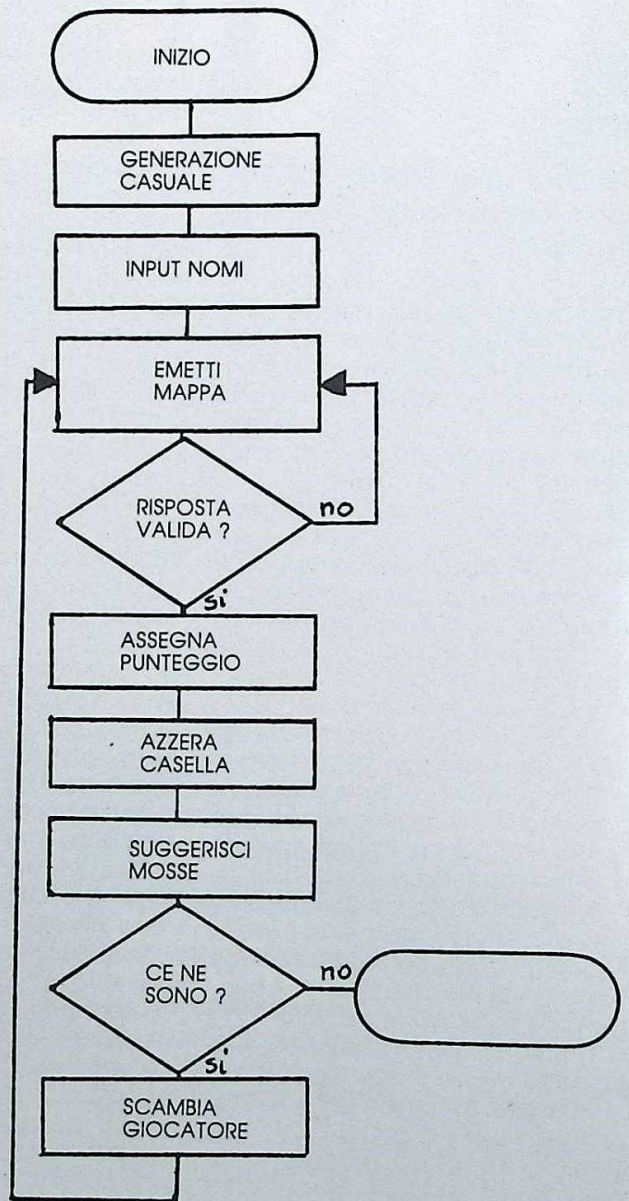 INIZIO
GENERAZIONE
CASUALE
INPUT NOMI
EMETTI
MAPPA
RISPOSTA
VALIDA ?
no
si
ASSEGNA
PUNTEGGIO
AZZERA
CASELLA
SUGGERISCI
MOSSE
CE NE
SONO ?
no
si
SCAMBIA
GIOCATORE